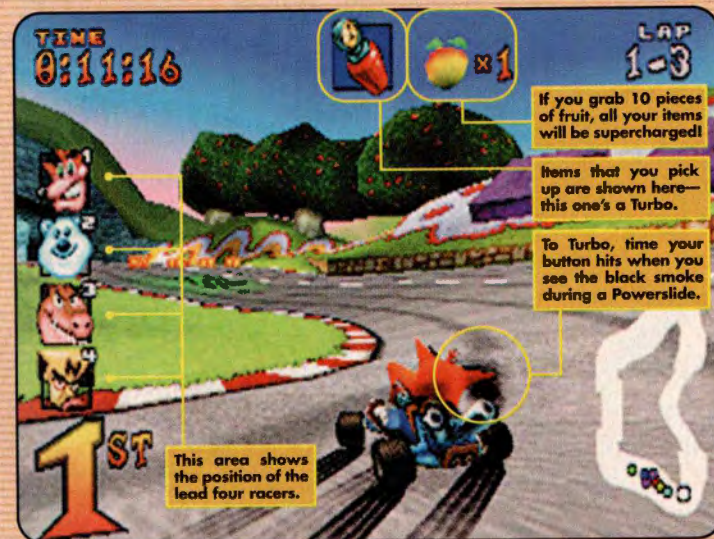 TIME
0:11:16
x1
LAP
1-3
If you grab 10 pieces
of fruit, all your items
will be supercharged!
Items that you pick
up are shown here—
this one's a Turbo.
To Turbo, time your
button hits when you
see the black smoke
during a Powerslide.
1
2
3
4
1ST
This area shows
the position of the
lead four racers.